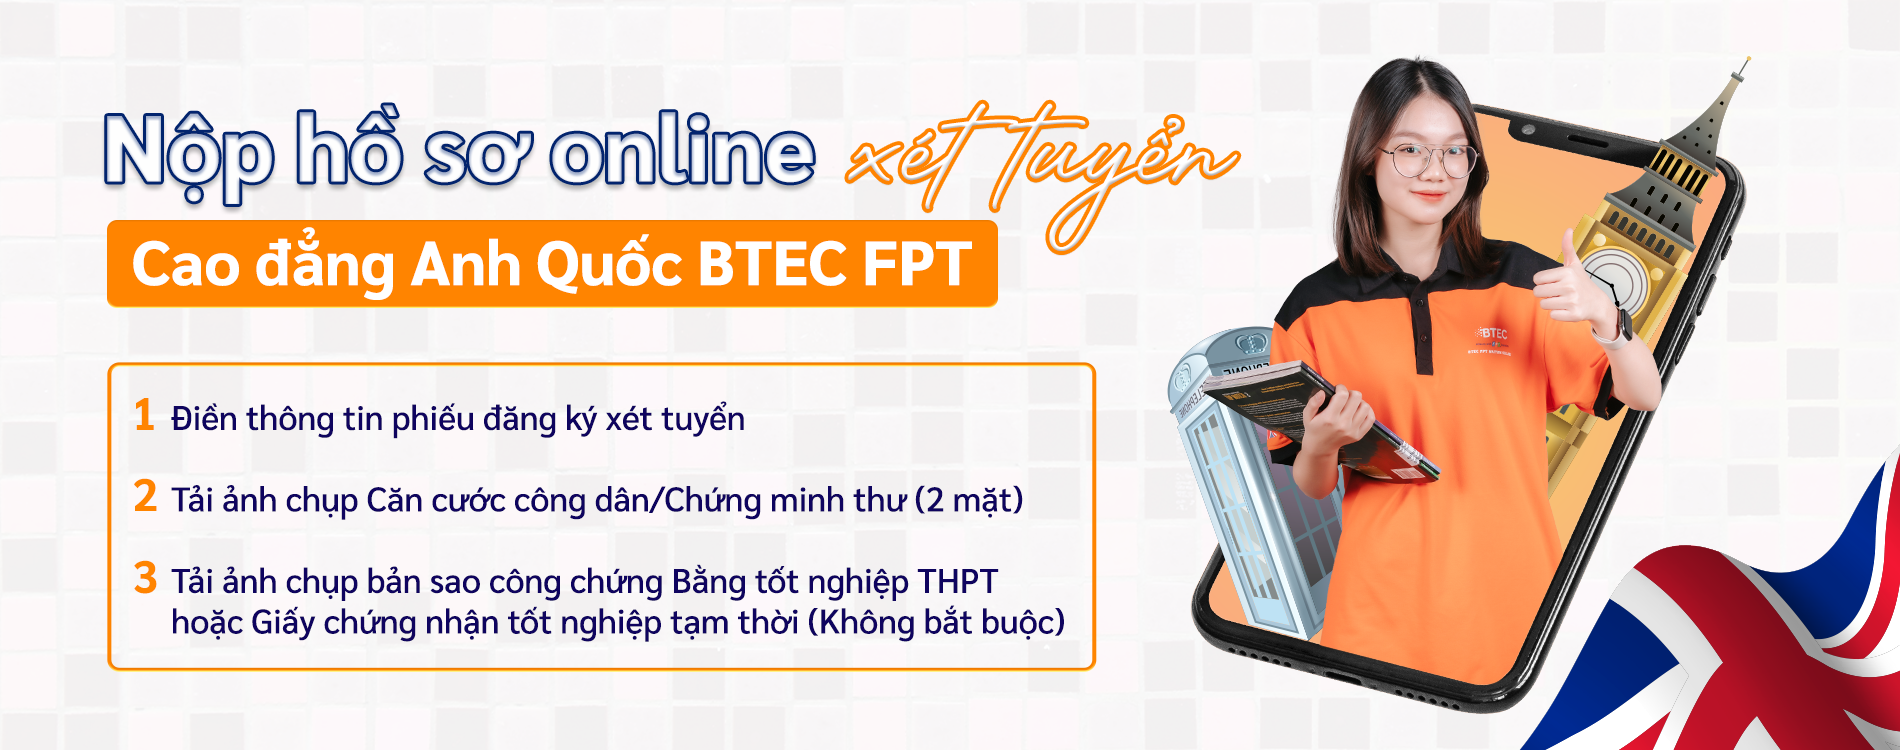 Nộp hồ sơ online xét tuyển
Cao đẳng Anh Quốc BTEC FPT
1 Điền thông tin phiếu đăng ký xét tuyển
2 Tải ảnh chụp Căn cước công dân/Chứng minh thư (2 mặt)
3 Tải ảnh chụp bản sao công chứng Bằng tốt nghiệp THPT
hoặc Giấy chứng nhận tốt nghiệp tạm thời (Không bắt buộc)
BTEC